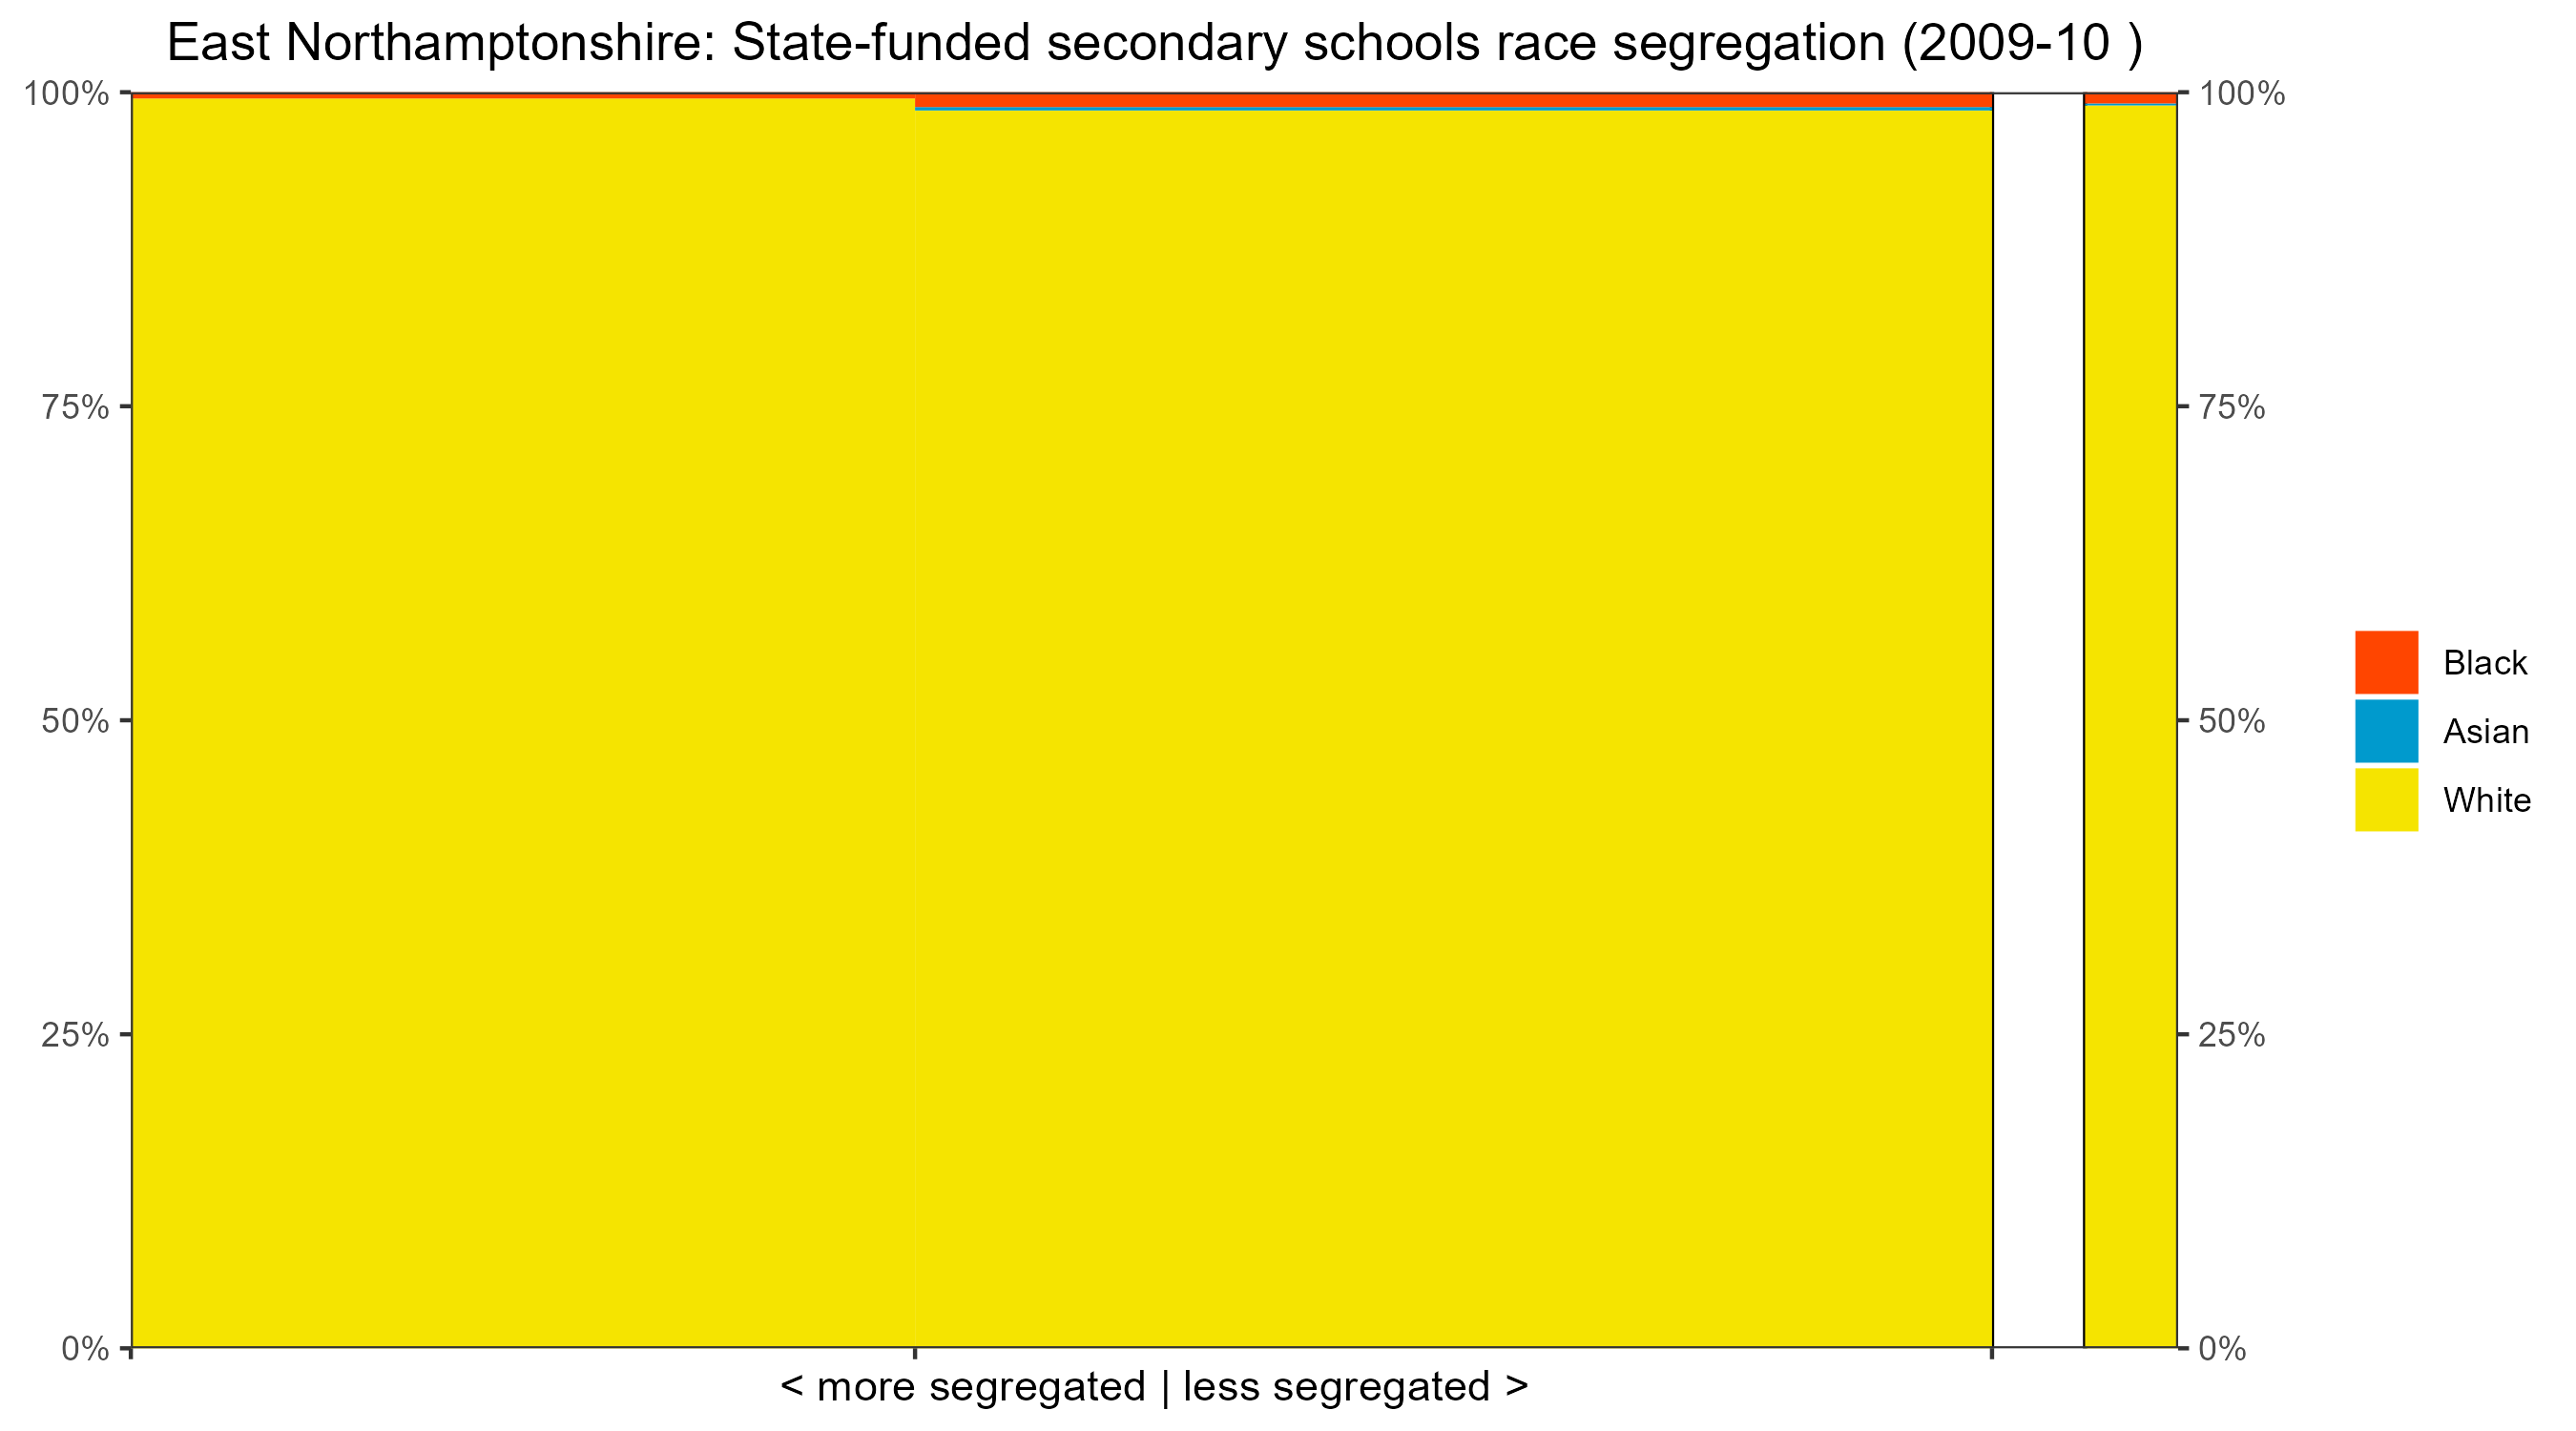 East Northamptonshire: State-funded secondary schools race segregation (2009-10 )
100%
75%
50%
25%
0%
100%
75%
50%
25%
0%
Black
Asian
White
< more segregated | less segregated >